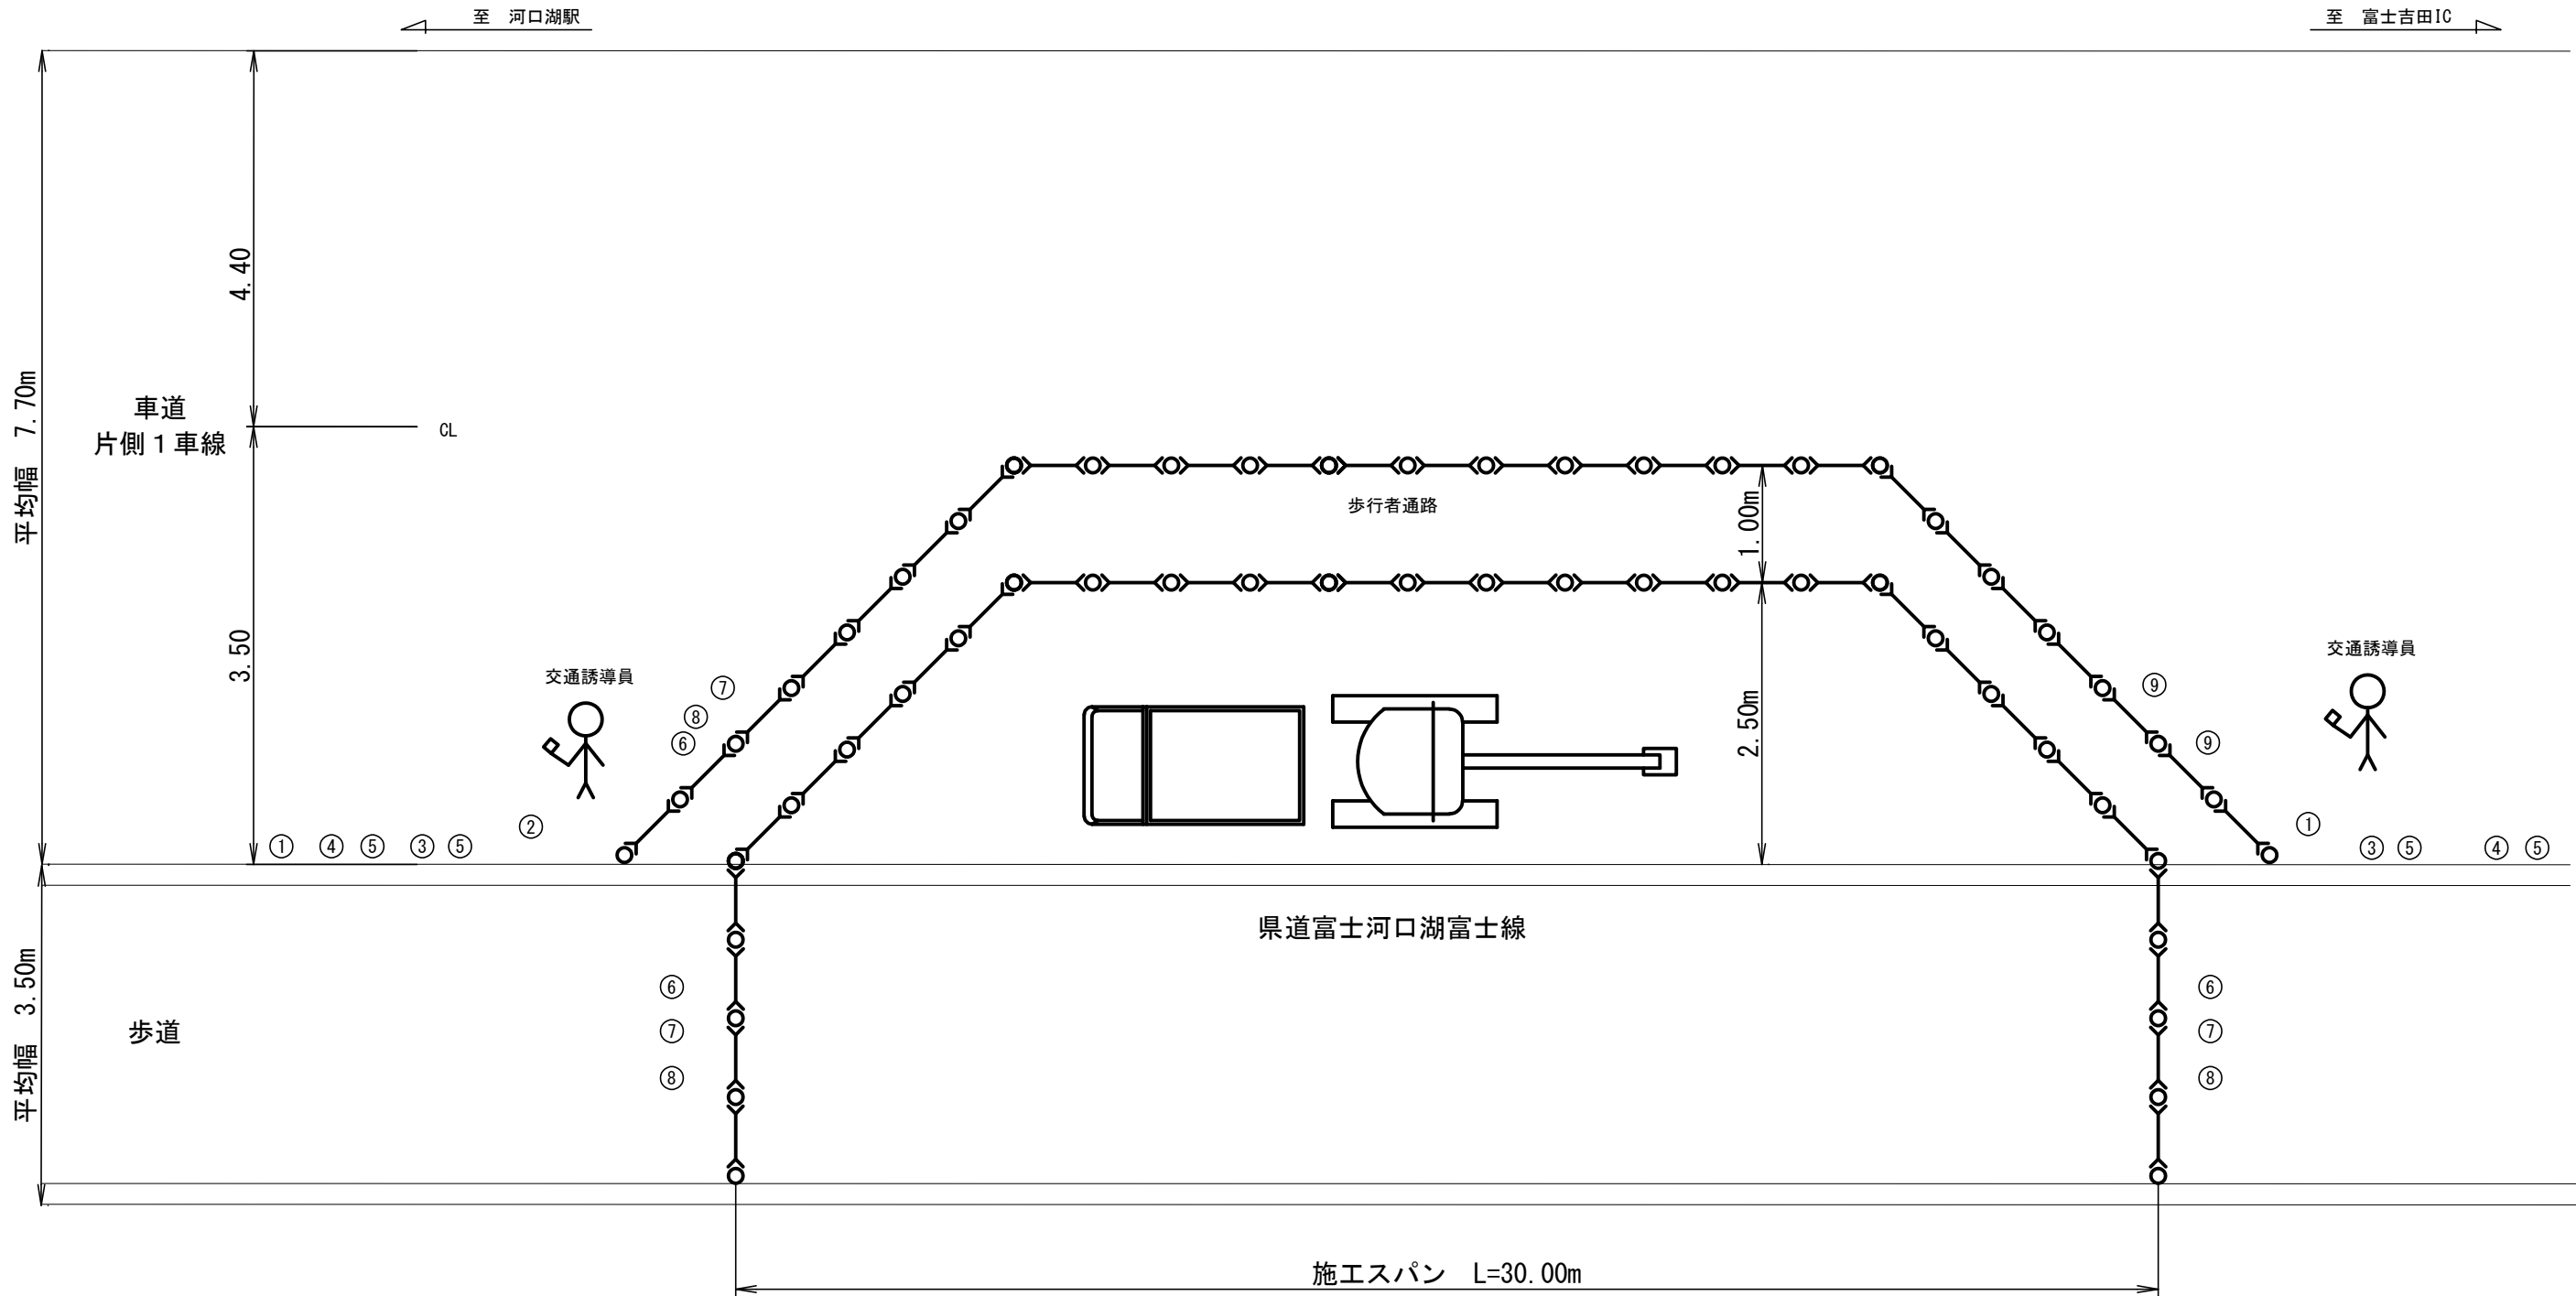 至　河口湖駅
至　富士吉田IC
平均幅　7.70m
4.40
車道
片側１車線
CL
3.50
歩行者通路
1.00m
2.50m
交通誘導員
交通誘導員
⑦
⑧
⑥
②
① ④ ⑤ ③ ⑤
⑨
⑨
①
③ ⑤ ④ ⑤
県道富士河口湖富士線
平均幅　3.50m
歩道
⑥
⑦
⑧
⑥
⑦
⑧
施工スパン　L=30.00m